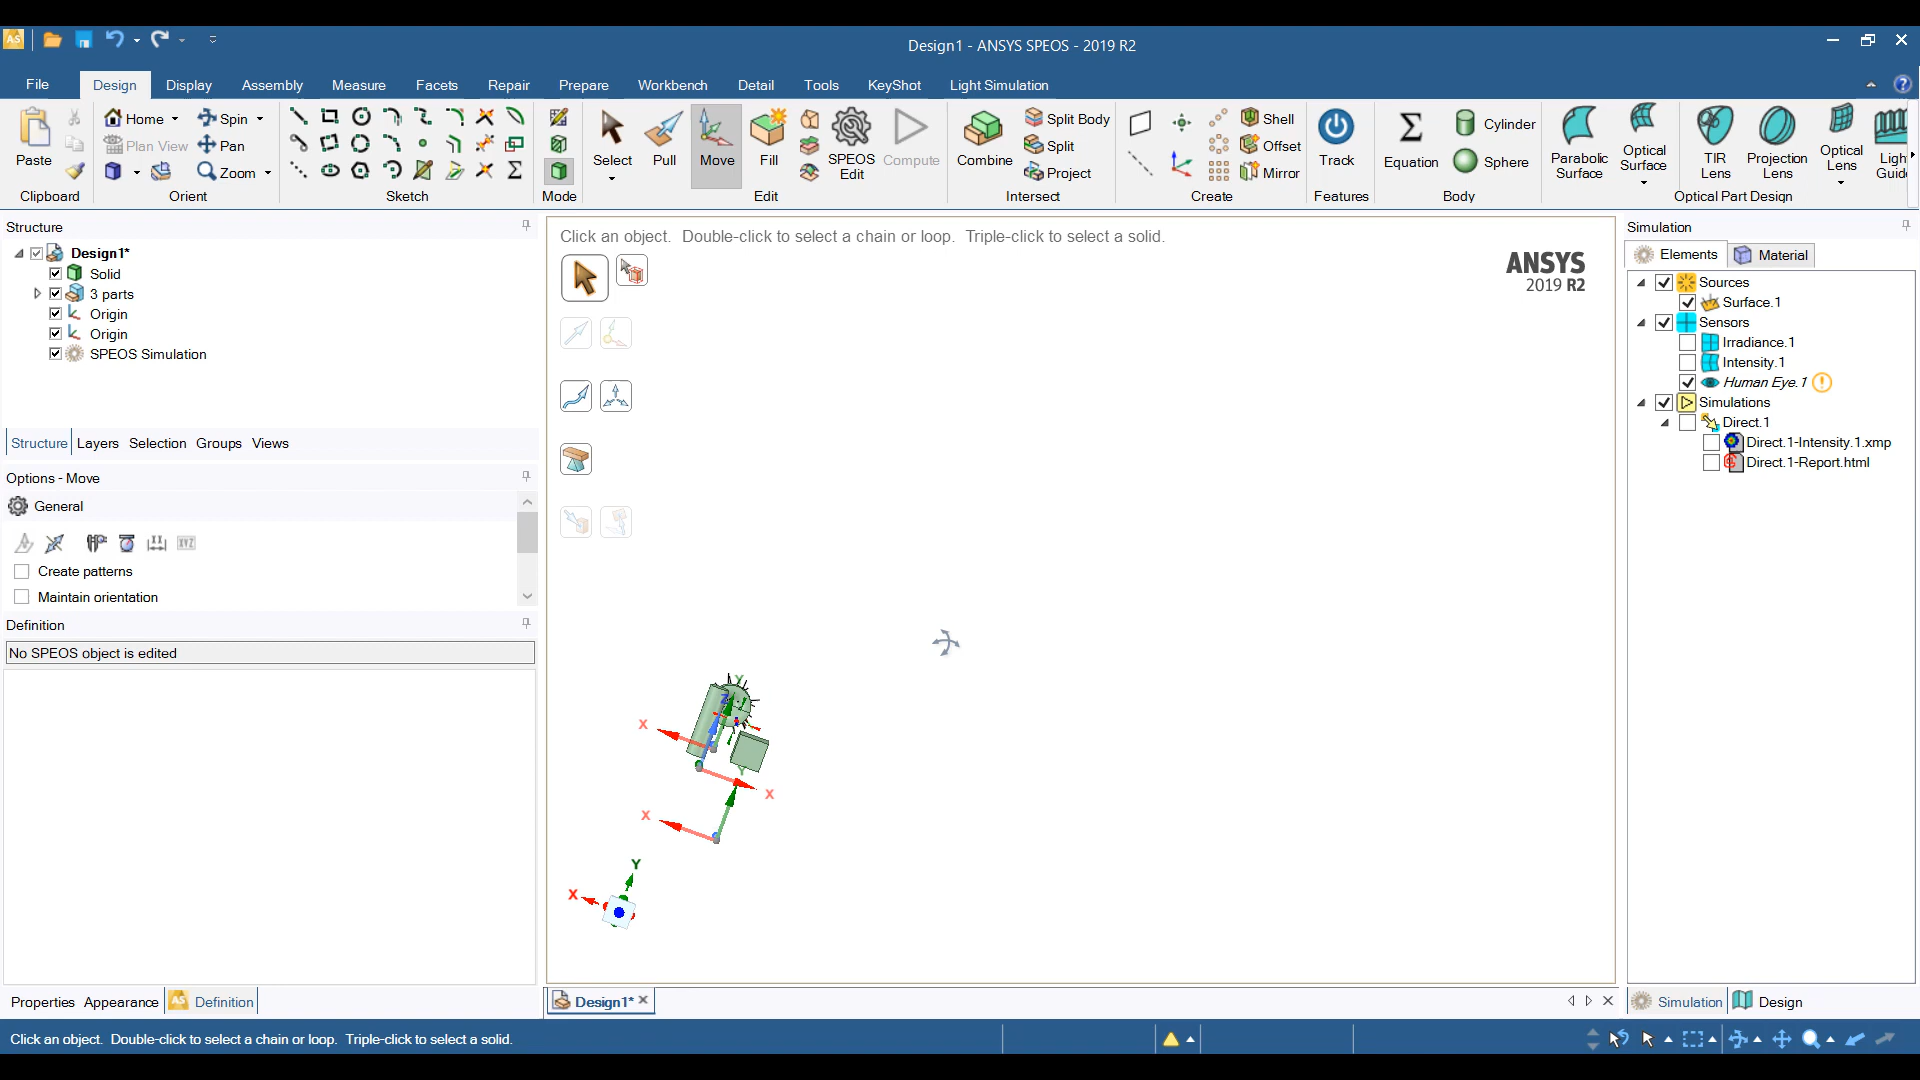 Design1 - ANSYS SPEOS - 2019 R2
File Design Display Assembly Measure Facets Repair Prepare Workbench Detail Tools KeyShot Light Simulation
Paste
Clipboard
Home Spin
Plan View Pan
Zoom
Orient
Sketch
Mode
Select Pull Move Fill SPEOS Edit Compute
Edit
Combine Split Body
Split
Project
Intersect
Shell
Offset
Mirror
Create
Track
Features
Equation Cylinder
Sphere
Body
Parabolic Surface Optical Surface TIR Lens Projection Lens Optical Lens
Optical Part Design
Structure
Design1*
Solid
3 parts
Origin
Origin
SPEOS Simulation
Structure Layers Selection Groups Views
Options - Move
General
XYZ
Create patterns
Maintain orientation
Definition
No SPEOS object is edited
Properties Appearance Definition
Click an object. Double-click to select a chain or loop. Triple-click to select a solid.
ANSYS
2019 R2
Y
Z
X
Y
X
X
Y
X
Design1*
Simulation
Elements Material
Sources
Surface.1
Sensors
Irradiance.1
Intensity.1
Human Eye.1
Simulations
Direct.1
Direct.1-Intensity.1.xmp
Direct.1-Report.html
Simulation Design
Click an object. Double-click to select a chain or loop. Triple-click to select a solid.